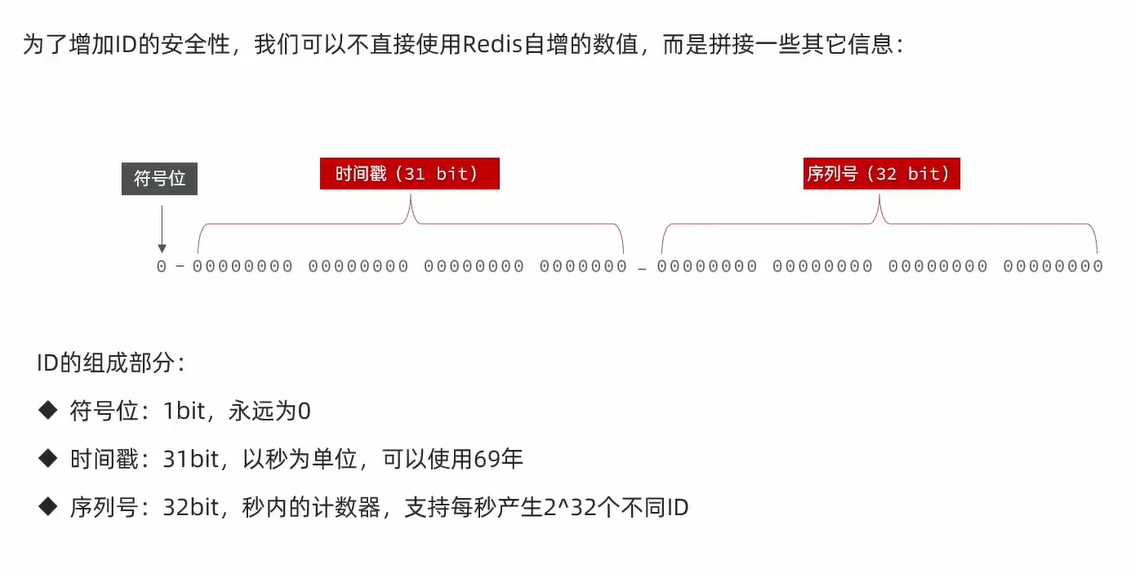 为了增加ID的安全性，我们可以不直接使用Redis自增的数值，而是拼接一些其它信息：
符号位
时间戳（31 bit）
序列号（32 bit）
0 - 00000000 00000000 00000000 0000000 - 00000000 00000000 00000000 00000000
ID的组成部分：
◆ 符号位：1bit，永远为0
◆ 时间戳：31bit，以秒为单位，可以使用69年
◆ 序列号：32bit，秒内的计数器，支持每秒产生2^32个不同ID